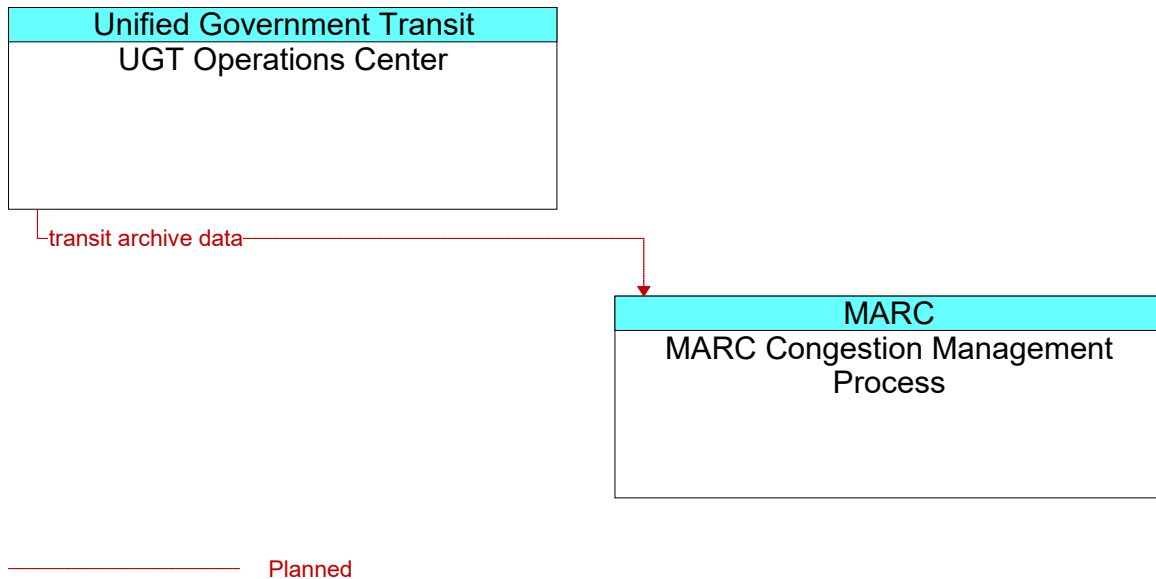 Unified Government Transit
UGT Operations Center
transit archive data
MARC
MARC Congestion Management
Process
Planned